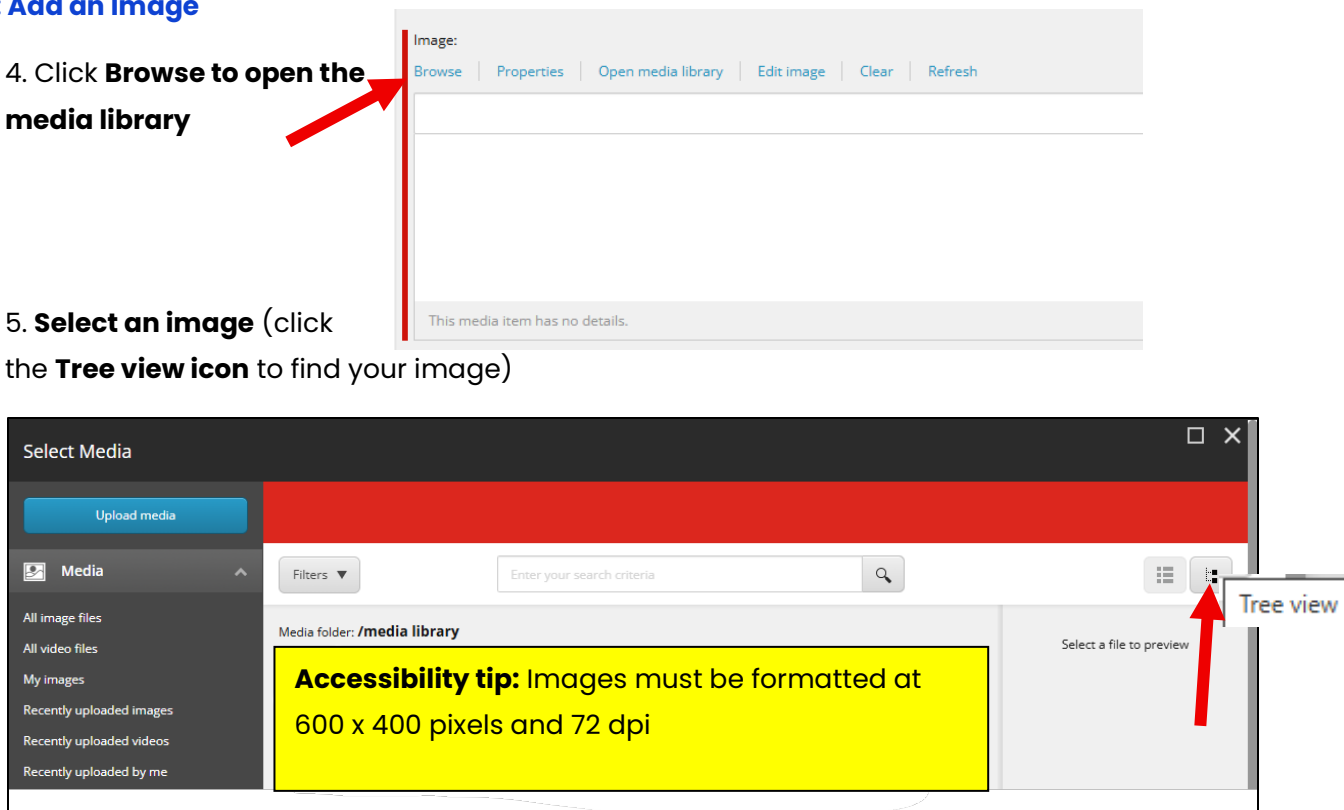 : Add an Image
4. Click Browse to open the
media library
Image:
Browse Properties Open media library Edit image Clear Refresh
This media item has no details.
5. Select an image (click
the Tree view icon to find your image)
Select Media
Upload media
Media
All image files
All video files
My images
Recently uploaded images
Recently uploaded videos
Recently uploaded by me
Filters
Enter your search criteria
Tree view
Media folder: /media library
Select a file to preview
Accessibility tip: Images must be formatted at
600 x 400 pixels and 72 dpi